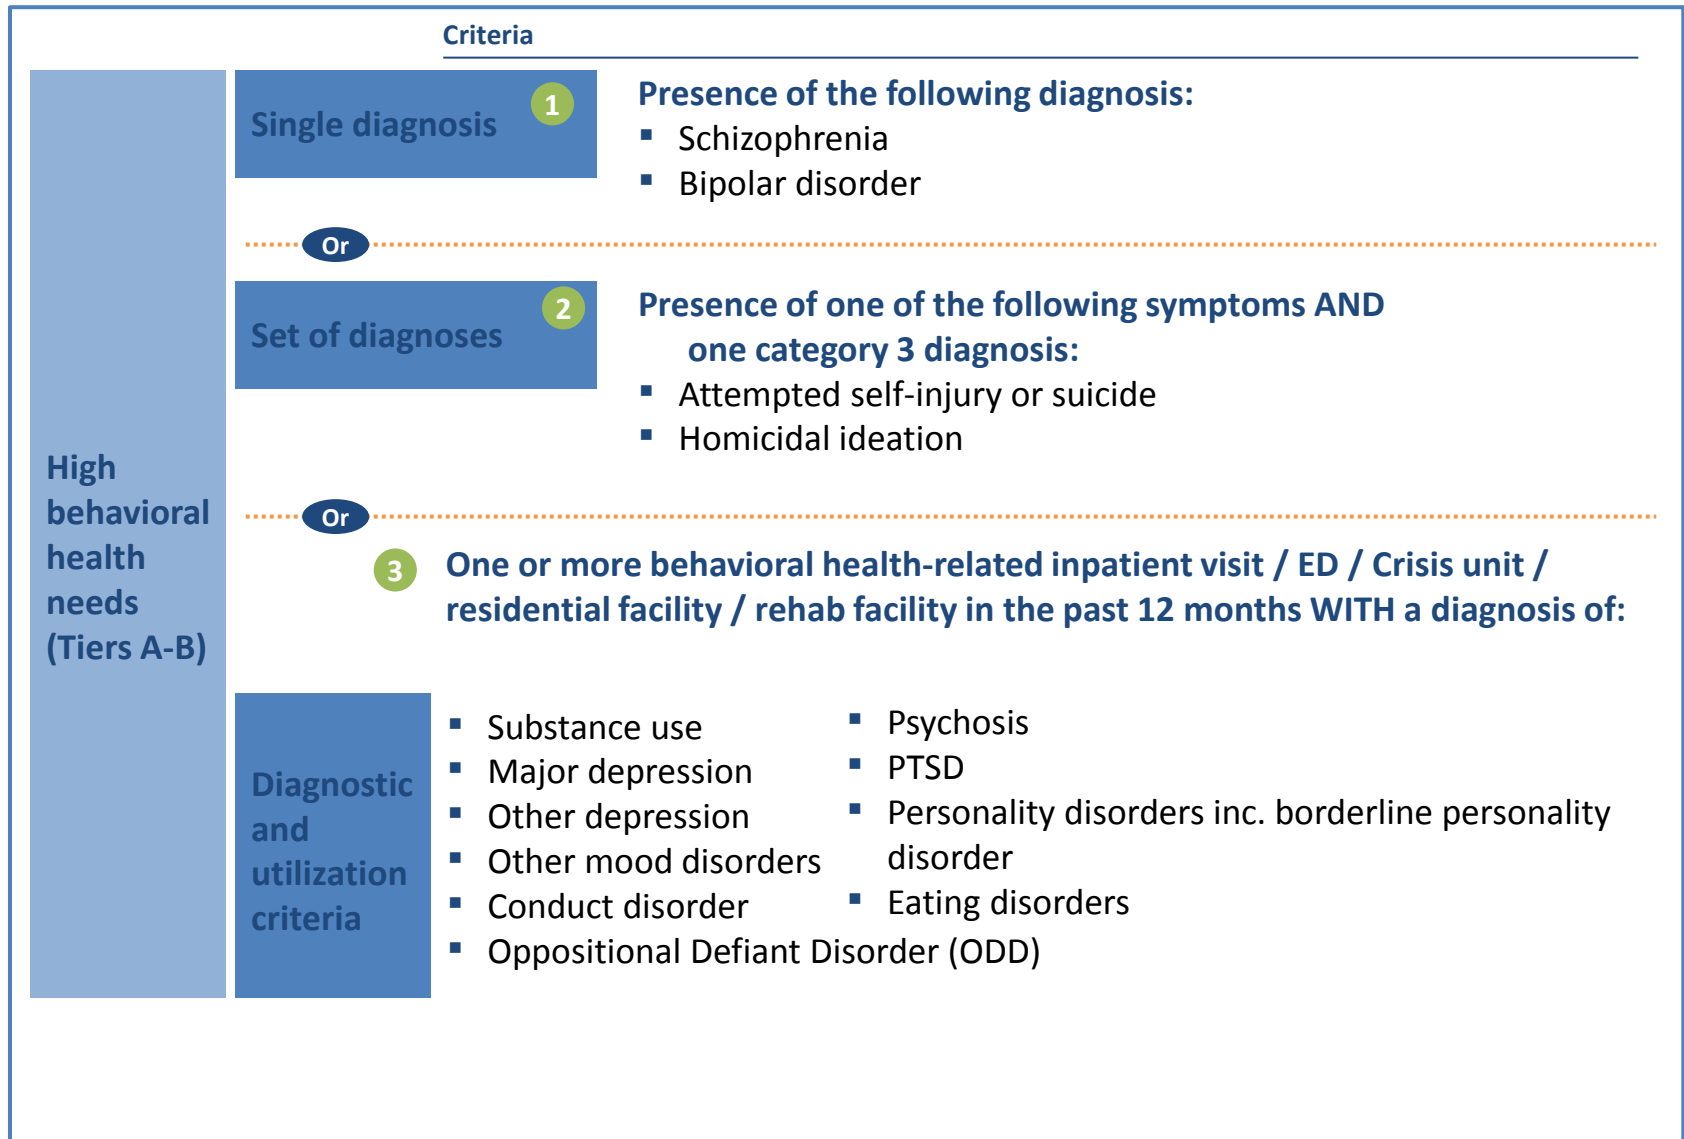 Criteria
High
behavioral
health
needs
(Tiers A-B)
Single diagnosis
1
Presence of the following diagnosis:
▪ Schizophrenia
▪ Bipolar disorder
Or
Set of diagnoses
2
Presence of one of the following symptoms AND
one category 3 diagnosis:
▪ Attempted self-injury or suicide
▪ Homicidal ideation
Or
3
One or more behavioral health-related inpatient visit / ED / Crisis unit /
residential facility / rehab facility in the past 12 months WITH a diagnosis of:
Diagnostic
and
utilization
criteria
▪ Substance use
▪ Major depression
▪ Other depression
▪ Other mood disorders
▪ Conduct disorder
▪ Oppositional Defiant Disorder (ODD)
▪ Psychosis
▪ PTSD
▪ Personality disorders inc. borderline personality
disorder
▪ Eating disorders